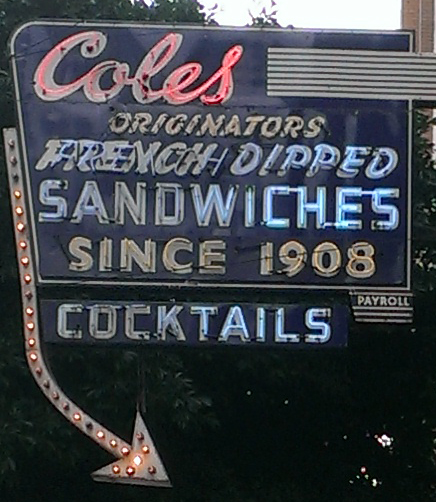 Coles
ORIGINATORS
FRENCH DIPPED
SANDWICHES
SINCE 1908
PAYROLL
COCKTAILS